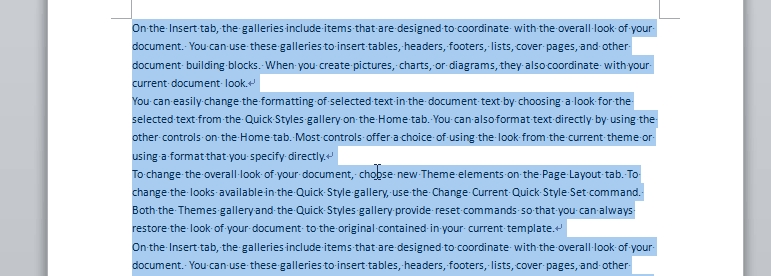 On the Insert tab, the galleries include items that are designed to coordinate with the overall look of your
document. You can use these galleries to insert tables, headers, footers, lists, cover pages, and other
document building blocks. When you create pictures, charts, or diagrams, they also coordinate with your
current document look.
You can easily change the formatting of selected text in the document text by choosing a look for the
selected text from the Quick Styles gallery on the Home tab. You can also format text directly by using the
other controls on the Home tab. Most controls offer a choice of using the look from the current theme or
using a format that you specify directly.
To change the overall look of your document, choose new Theme elements on the Page Layout tab. To
change the looks available in the Quick Style gallery, use the Change Current Quick Style Set command.
Both the Themes gallery and the Quick Styles gallery provide reset commands so that you can always
restore the look of your document to the original contained in your current template.
On the Insert tab, the galleries include items that are designed to coordinate with the overall look of your
document. You can use these galleries to insert tables, headers, footers, lists, cover pages, and other